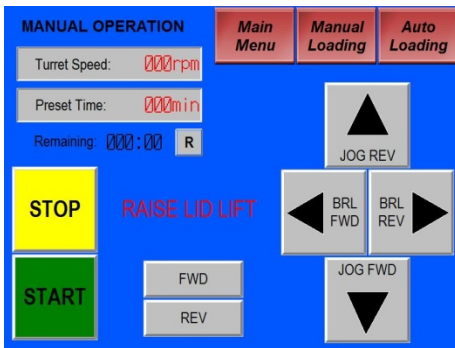 MANUAL OPERATION
Main
Menu
Manual
Loading
Auto
Loading
Turret Speed: 000rpm
Preset Time: 000min
Remaining: 000:00 R
JOG REV
STOP
RAISE LID LIFT
BRL
FWD
BRL
REV
START
FWD
REV
JOG FWD